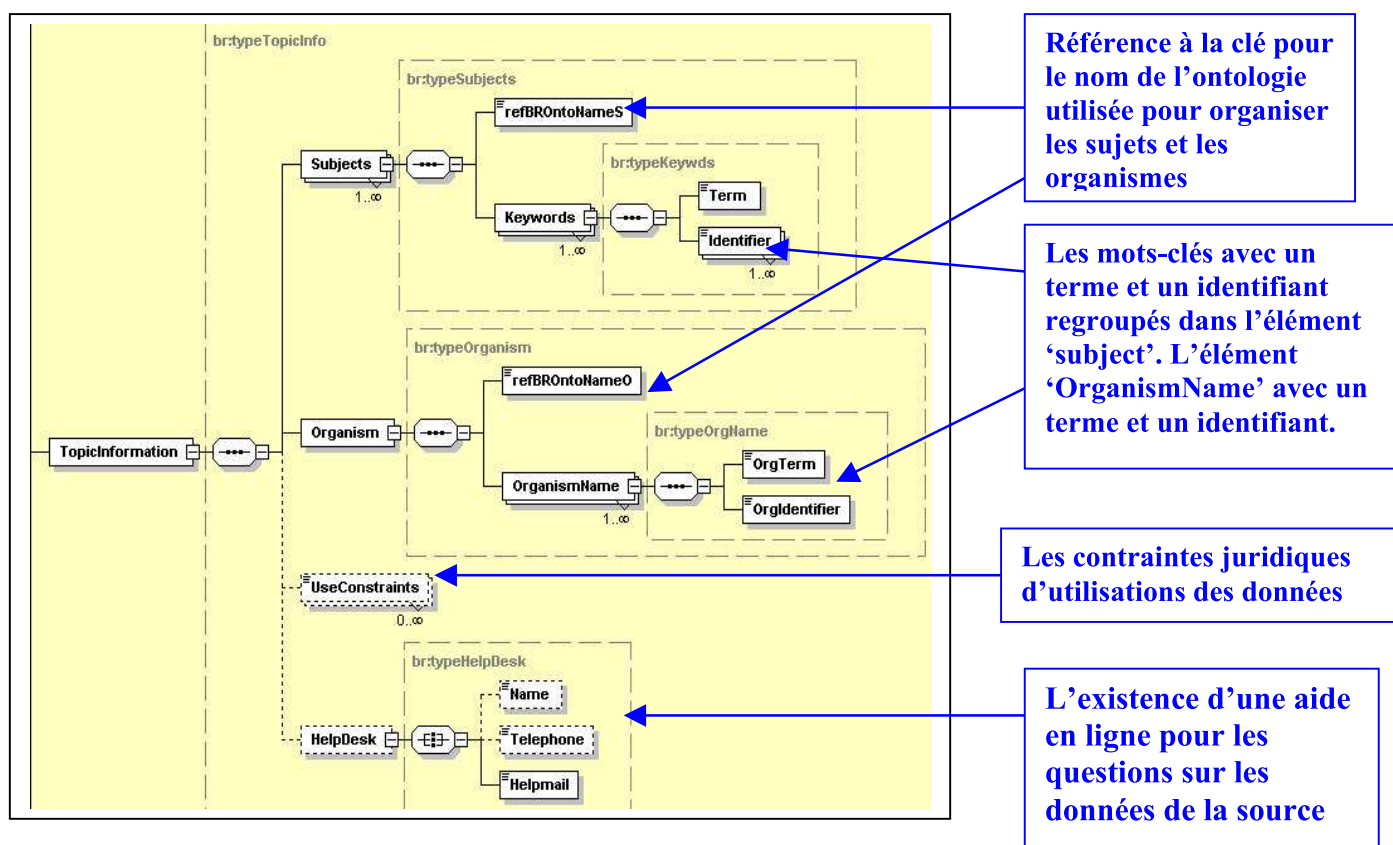 br:typeTopicInfo
br:typeSubjects
refBROntoNameS
Subjects
1..∞
br:typeKeywds
Term
Keywords
1..∞
Identifier
1..∞
br:typeOrganism
refBROntoNameO
Organism
br:typeOrgName
TopicInformation
OrgTerm
OrganismName
1..∞
OrgIdentifier
UseConstraints
0..∞
br:typeHelpDesk
Name
HelpDesk
Telephone
Helpmail
Référence à la clé pour
le nom de l’ontologie
utilisée pour organiser
les sujets et les
organismes
Les mots-clés avec un
terme et un identifiant
regroupés dans l’élément
‘subject’. L’élément
‘OrganismName’ avec un
terme et un identifiant.
Les contraintes juridiques
d’utilisations des données
L’existence d’une aide
en ligne pour les
questions sur les
données de la source